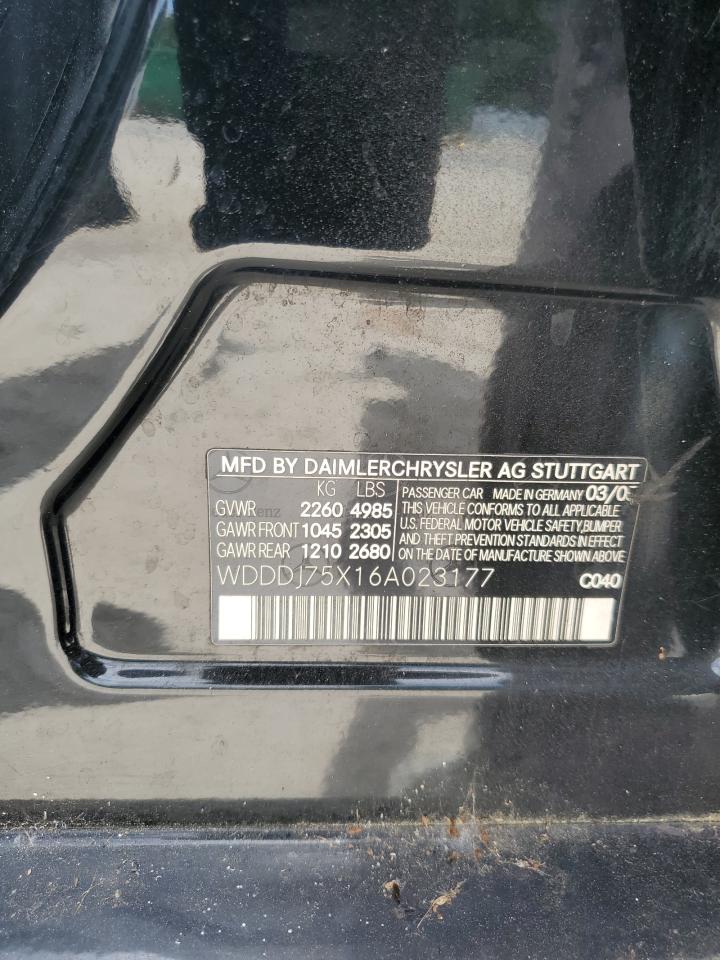 MFD BY DAIMLERCHRYSLER AG STUTTGART
KG LBS
GVWR 2260 4985
GAWR FRONT 1045 2305
GAWR REAR 1210 2680
PASSENGER CAR MADE IN GERMANY 03/0
THIS VEHICLE CONFORMS TO ALL APPLICABLE
U.S. FEDERAL MOTOR VEHICLE SAFETY,BUMPER
AND THEFT PREVENTION STANDARDS IN EFFECT
ON THE DATE OF MANUFACTURE SHOWN ABOVE
WDDDJ75X16A023177 C040